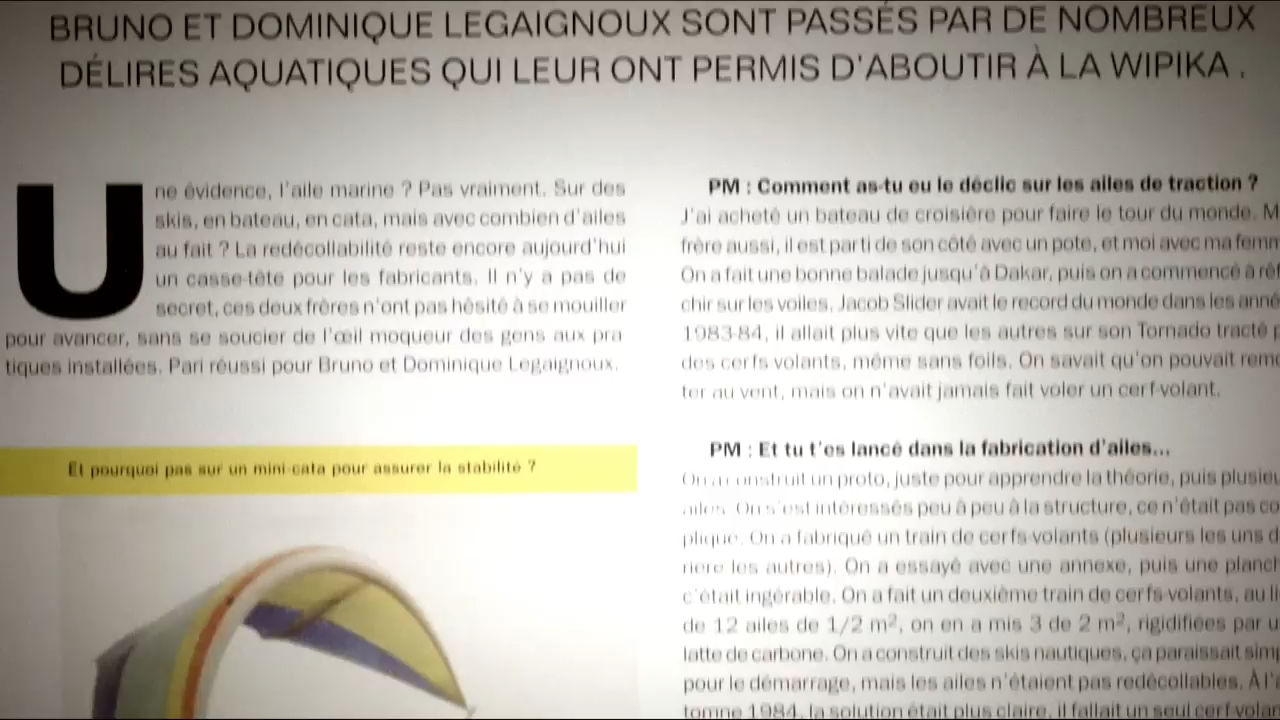 BRUNO ET DOMINIQUE LEGAIGNOUX SONT PASSÉS PAR DE NOMBREUX
DÉLIRES AQUATIQUES QUI LEUR ONT PERMIS D'ABOUTIR À LA WIPIKA .
Une évidence, l'aile marine ? Pas vraiment. Sur des
skis, en bateau, en cata, mais avec combien d'ailes
au fait ? La redécollabilité reste encore aujourd'hui
un casse-tête pour les fabricants. Il n'y a pas de
secret, ces deux frères n'ont pas hésité à se mouiller
pour avancer, sans se soucier de l'œil moqueur des gens aux pra
tiques installées. Pari réussi pour Bruno et Dominique Legaignoux.
Et pourquoi pas sur un mini-cata pour assurer la stabilité ?
PM : Comment as-tu eu le déclic sur les ailes de traction ?
J'ai acheté un bateau de croisière pour faire le tour du monde. M
frère aussi, il est parti de son côté avec un pote, et moi avec ma femm
On a fait une bonne balade jusqu'à Dakar, puis on a commencé à réf
chir sur les voiles. Jacob Slider avait le record du monde dans les anné
1983-84, il allait plus vite que les autres sur son Tornado tracté p
des cerfs volants, même sans foils. On savait qu'on pouvait remo
ter au vent, mais on n'avait jamais fait voler un cerf-volant.
PM : Et tu t'es lancé dans la fabrication d'ailes...
On a construit un proto, juste pour apprendre la théorie, puis plusieu
ailes. On s'est intéressés peu à peu à la structure, ce n'était pas co
plique. On a fabriqué un train de cerfs-volants (plusieurs les uns d
rière les autres). On a essayé avec une annexe, puis une planch
c'était ingérable. On a fait un deuxième train de cerfs-volants, au li
de 12 ailes de 1/2 m², on en a mis 3 de 2 m², rigidifiées par u
latte de carbone. On a construit des skis nautiques, ça paraissait simp
pour le démarrage, mais les ailes n'étaient pas redécollables. À l'a
tomne 1984, la solution était plus claire, il fallait un seul cerf-volan